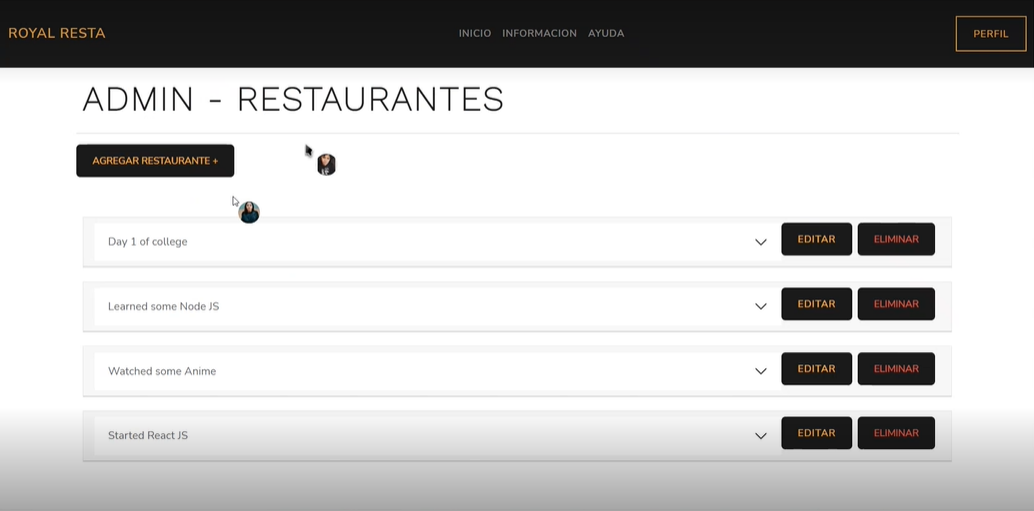 ROYAL RESTA
INICIO INFORMACION AYUDA
PERFIL
ADMIN - RESTAURANTES
AGREGAR RESTAURANTE +
Day 1 of college
EDITAR ELIMINAR
Learned some Node JS
EDITAR ELIMINAR
Watched some Anime
EDITAR ELIMINAR
Started React JS
EDITAR ELIMINAR